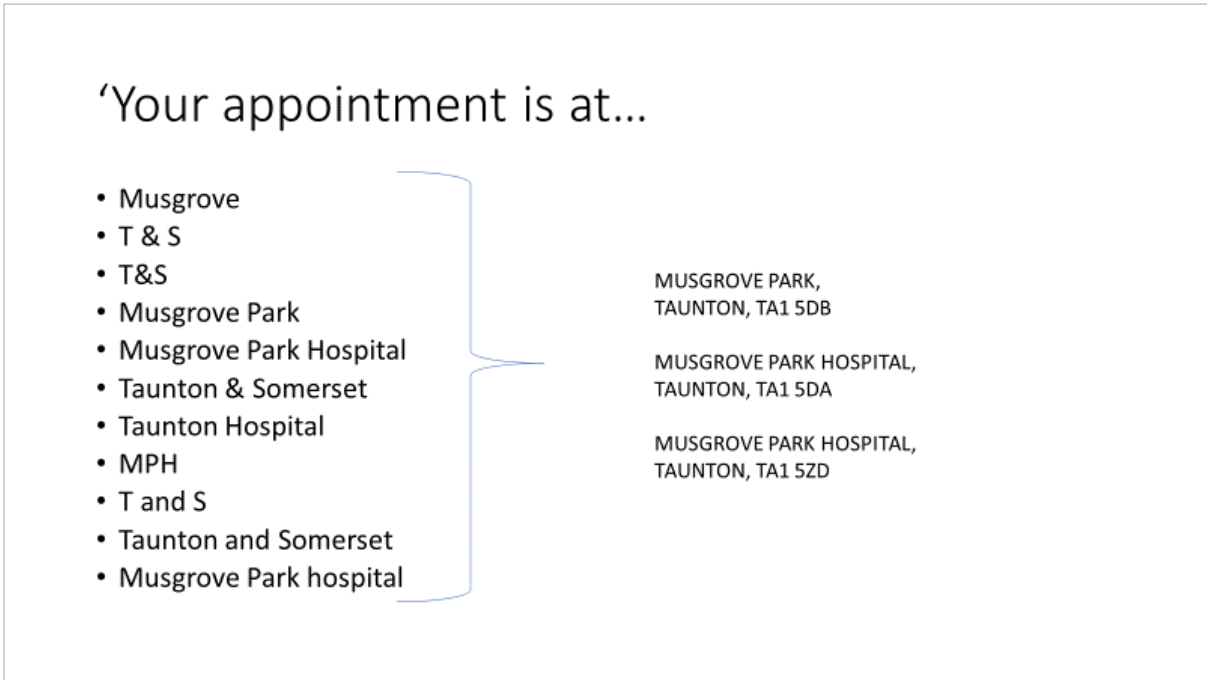 ‘Your appointment is at...
• Musgrove
• T & S
• T&S
• Musgrove Park
• Musgrove Park Hospital
• Taunton & Somerset
• Taunton Hospital
• MPH
• T and S
• Taunton and Somerset
• Musgrove Park hospital
MUSGROVE PARK,
TAUNTON, TA1 5DB
MUSGROVE PARK HOSPITAL,
TAUNTON, TA1 5DA
MUSGROVE PARK HOSPITAL,
TAUNTON, TA1 5ZD